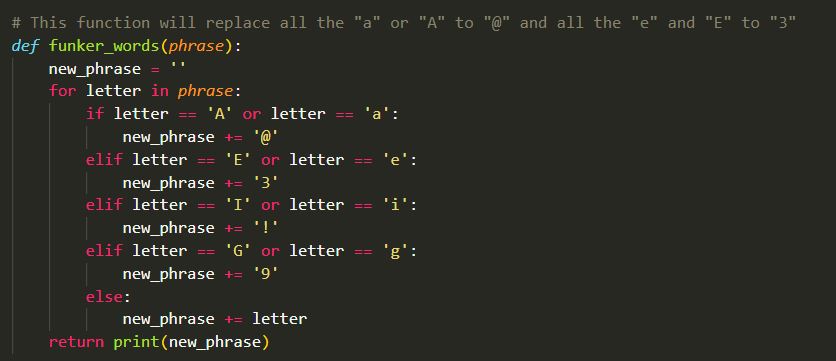 # This function will replace all the "a" or "A" to "@" and all the "e" and "E" to "3"
def funker_words(phrase):
    new_phrase = ''
    for letter in phrase:
        if letter == 'A' or letter == 'a':
            new_phrase += '@'
        elif letter == 'E' or letter == 'e':
            new_phrase += '3'
        elif letter == 'I' or letter == 'i':
            new_phrase += '!'
        elif letter == 'G' or letter == 'g':
            new_phrase += '9'
        else:
            new_phrase += letter
    return print(new_phrase)